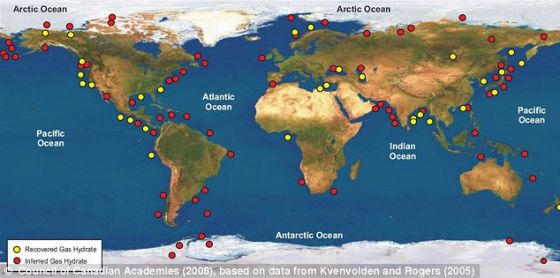 Arctic Ocean
Arctic Ocean
Atlantic
Ocean
Pacific
Ocean
Pacific
Ocean
Indian
Ocean
Antarctic Ocean
Recovered Gas Hydrate
Inferred Gas Hydrate
© Council of Canadian Academies (2008), based on data from Kvenvolden and Rogers (2005)